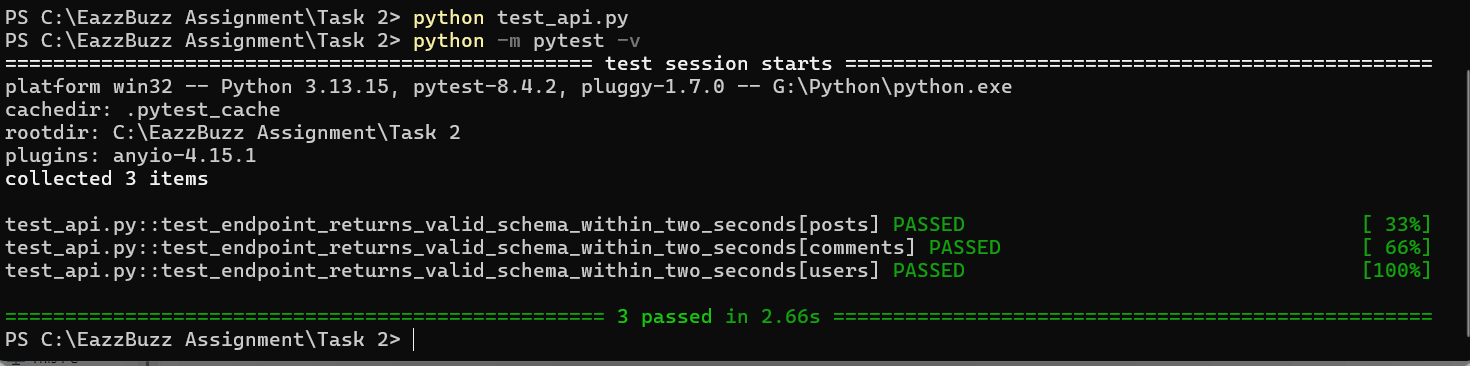 PS C:\EazzBuzz Assignment\Task 2> python test_api.py
PS C:\EazzBuzz Assignment\Task 2> python -m pytest -v
================================================= test session starts =================================================
platform win32 -- Python 3.13.15, pytest-8.4.2, pluggy-1.7.0 -- G:\Python\python.exe
cachedir: .pytest_cache
rootdir: C:\EazzBuzz Assignment\Task 2
plugins: anyio-4.15.1
collected 3 items
test_api.py::test_endpoint_returns_valid_schema_within_two_seconds[posts] PASSED [ 33%]
test_api.py::test_endpoint_returns_valid_schema_within_two_seconds[comments] PASSED [ 66%]
test_api.py::test_endpoint_returns_valid_schema_within_two_seconds[users] PASSED [100%]
================================================== 3 passed in 2.66s ==================================================
PS C:\EazzBuzz Assignment\Task 2>